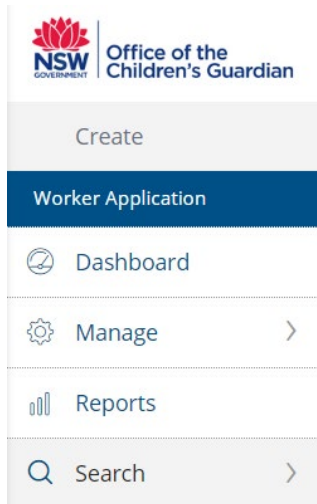 NSW
GOVERNMENT
Office of the
Children's Guardian
Create
Worker Application
Dashboard
Manage
Reports
Search